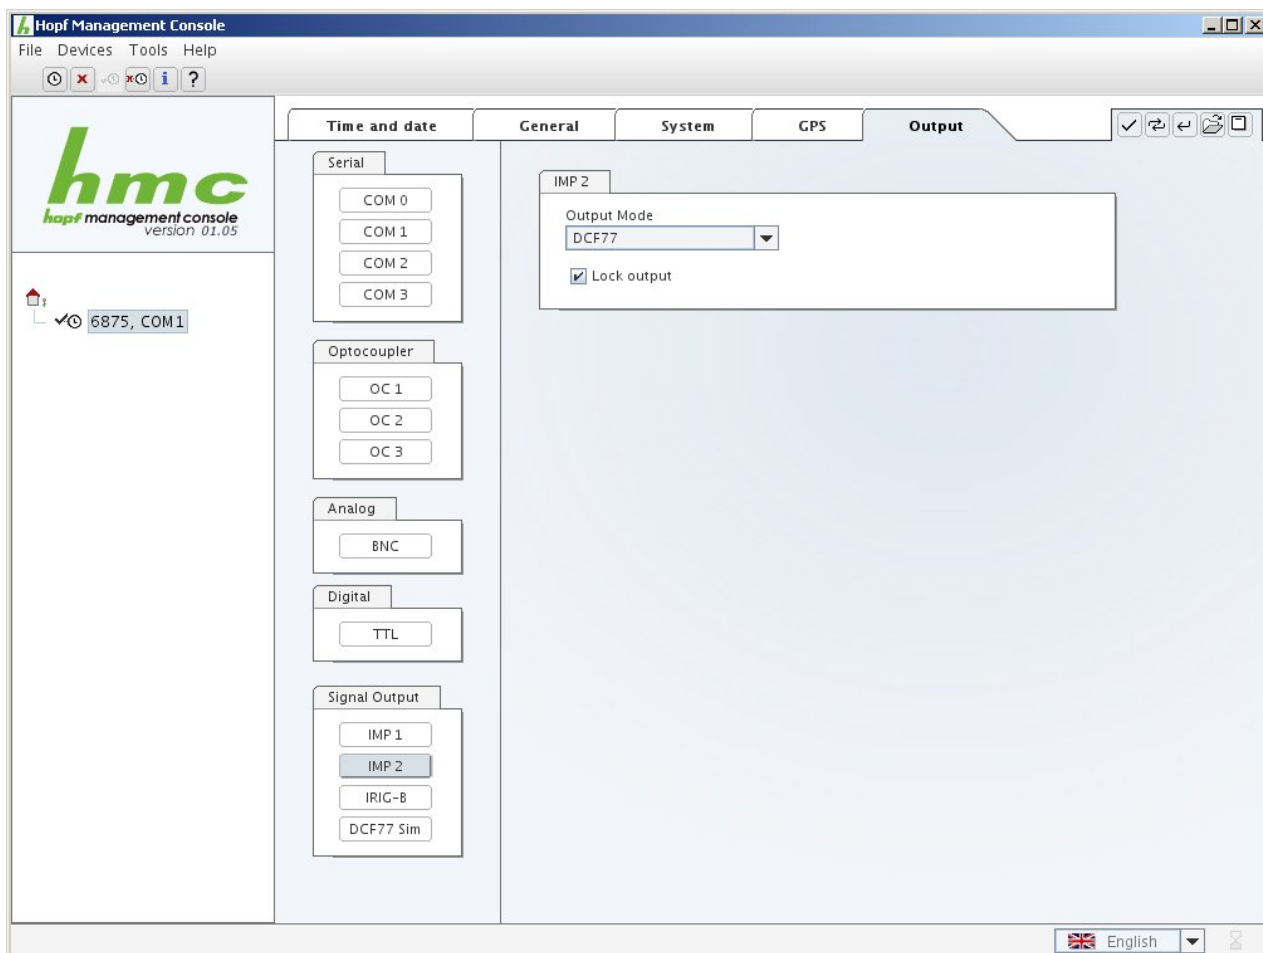 Hopf Management Console
File Devices Tools Help
hmc
hopf management console
version 01.05
6875, COM1
Time and date General System GPS Output
Serial
COM 0
COM 1
COM 2
COM 3
Optocoupler
OC 1
OC 2
OC 3
Analog
BNC
Digital
TTL
Signal Output
IMP 1
IMP 2
IRIG-B
DCF77 Sim
IMP 2
Output Mode
DCF77
Lock output
English